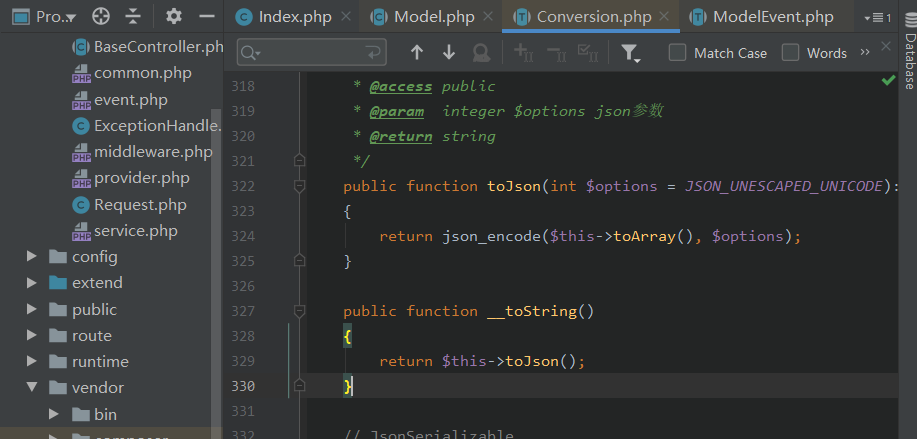 Pro...
Index.php
Model.php
Conversion.php
ModelEvent.php
1
Match Case
Words
Database
BaseController.ph
common.php
event.php
ExceptionHandle.
middleware.php
provider.php
Request.php
service.php
config
extend
public
route
runtime
vendor
bin
318 * @access public
319 * @param  integer $options json参数
320 * @return string
321 */
322 public function toJson(int $options = JSON_UNESCAPED_UNICODE):
323 {
324 return json_encode($this->toArray(), $options);
325 }
326
327 public function __toString()
328 {
329 return $this->toJson();
330 }
331
332 // JsonSerializable